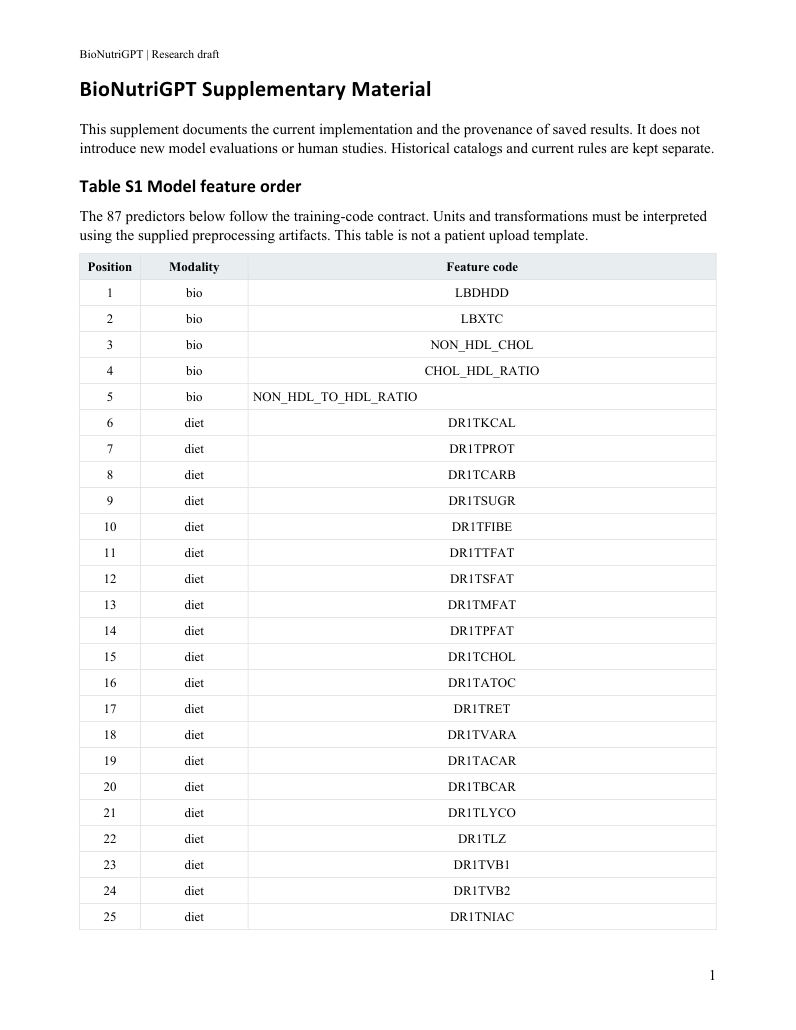 BioNutriGPT | Research draft
BioNutriGPT Supplementary Material
This supplement documents the current implementation and the provenance of saved results. It does not
introduce new model evaluations or human studies. Historical catalogs and current rules are kept separate.
Table S1 Model feature order
The 87 predictors below follow the training-code contract. Units and transformations must be interpreted
using the supplied preprocessing artifacts. This table is not a patient upload template.
Position Modality Feature code
1 bio LBDHDD
2 bio LBXTC
3 bio NON_HDL_CHOL
4 bio CHOL_HDL_RATIO
5 bio NON_HDL_TO_HDL_RATIO
6 diet DR1TKCAL
7 diet DR1TPROT
8 diet DR1TCARB
9 diet DR1TSUGR
10 diet DR1TFIBE
11 diet DR1TTFAT
12 diet DR1TSFAT
13 diet DR1TMFAT
14 diet DR1TPFAT
15 diet DR1TCHOL
16 diet DR1TATOC
17 diet DR1TRET
18 diet DR1TVARA
19 diet DR1TACAR
20 diet DR1TBCAR
21 diet DR1TLYCO
22 diet DR1TLZ
23 diet DR1TVB1
24 diet DR1TVB2
25 diet DR1TNIAC
1